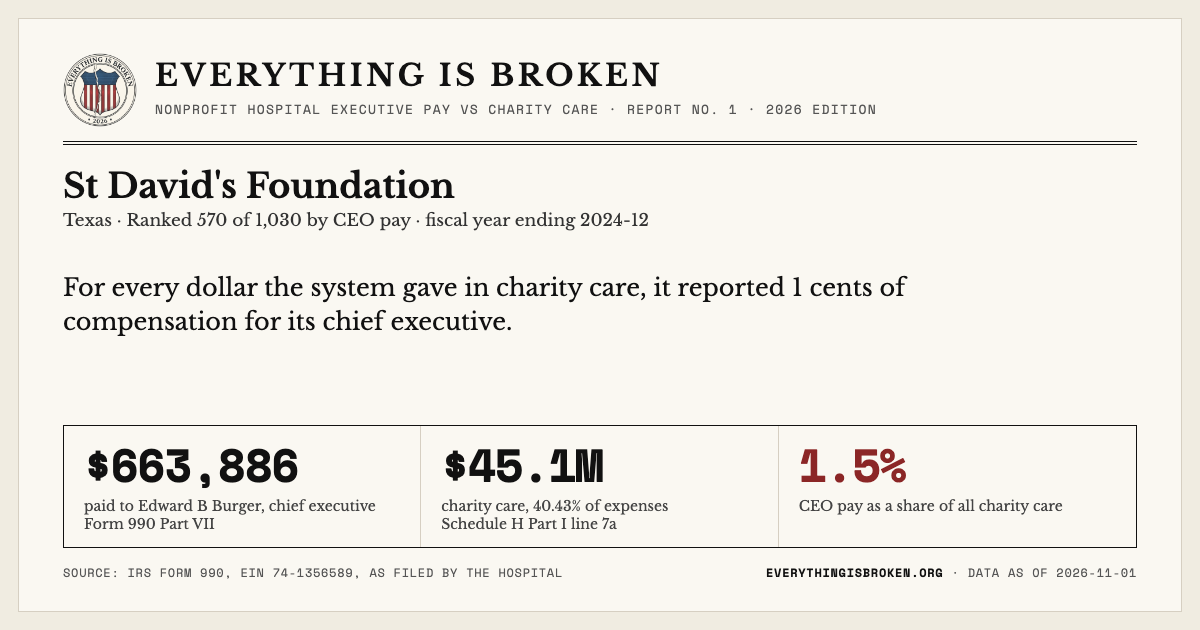 EVERYTHING IS BROKEN
2026
EVERYTHING IS BROKEN
NONPROFIT HOSPITAL EXECUTIVE PAY VS CHARITY CARE · REPORT NO. 1 · 2026 EDITION
St David's Foundation
Texas · Ranked 570 of 1,030 by CEO pay · fiscal year ending 2024-12
For every dollar the system gave in charity care, it reported 1 cents of
compensation for its chief executive.
$663,886
paid to Edward B Burger, chief executive
Form 990 Part VII
$45.1M
charity care, 40.43% of expenses
Schedule H Part I line 7a
1.5%
CEO pay as a share of all charity care
SOURCE: IRS FORM 990, EIN 74-1356589, AS FILED BY THE HOSPITAL
EVERYTHINGISBROKEN.ORG · DATA AS OF 2026-11-01